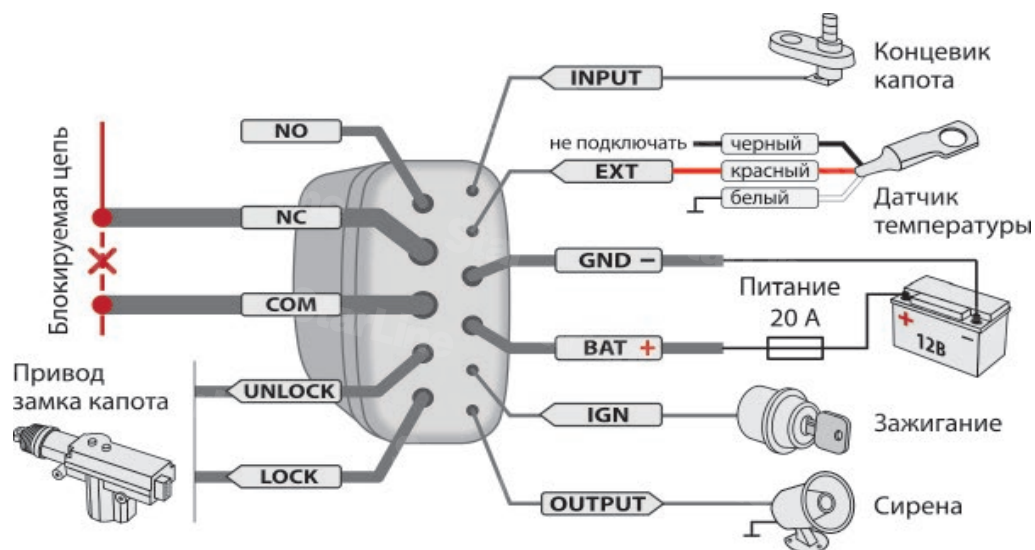 Блокируемая цепь
NO
NC
COM
UNLOCK
LOCK
Привод
замка капота
INPUT
Концевик
капота
не подключать
черный
EXT
красный
белый
Датчик
температуры
GND −
Питание
20 А
BAT +
+ −
12В
IGN
Зажигание
OUTPUT
Сирена